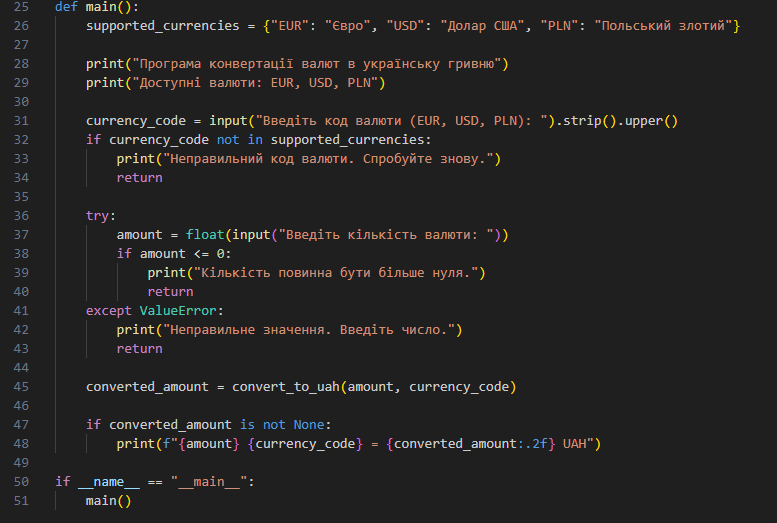 25 def main():
26     supported_currencies = {"EUR": "Євро", "USD": "Долар США", "PLN": "Польський злотий"}
27
28     print("Програма конвертації валют в українську гривню")
29     print("Доступні валюти: EUR, USD, PLN")
30
31     currency_code = input("Введіть код валюти (EUR, USD, PLN): ").strip().upper()
32     if currency_code not in supported_currencies:
33         print("Неправильний код валюти. Спробуйте знову.")
34         return
35
36     try:
37         amount = float(input("Введіть кількість валюти: "))
38         if amount <= 0:
39             print("Кількість повинна бути більше нуля.")
40             return
41     except ValueError:
42         print("Неправильне значення. Введіть число.")
43         return
44
45     converted_amount = convert_to_uah(amount, currency_code)
46
47     if converted_amount is not None:
48         print(f"{amount} {currency_code} = {converted_amount:.2f} UAH")
49
50 if __name__ == "__main__":
51     main()